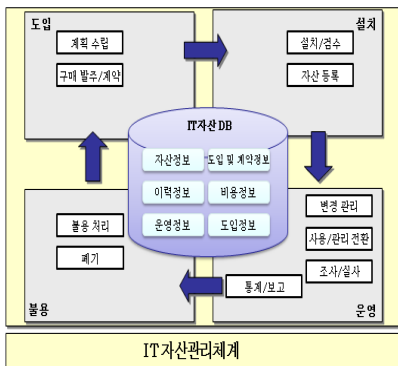 도입
계획 수립
구매 발주/계약
설치
설치/검수
자산 등록
IT자산 DB
자산정보
도입 및 계약정보
이력정보
비용정보
운영정보
도입정보
불용 처리
폐기
불용
변경 관리
사용/관리 전환
조사/실사
통계/보고
운영
IT 자산관리체계